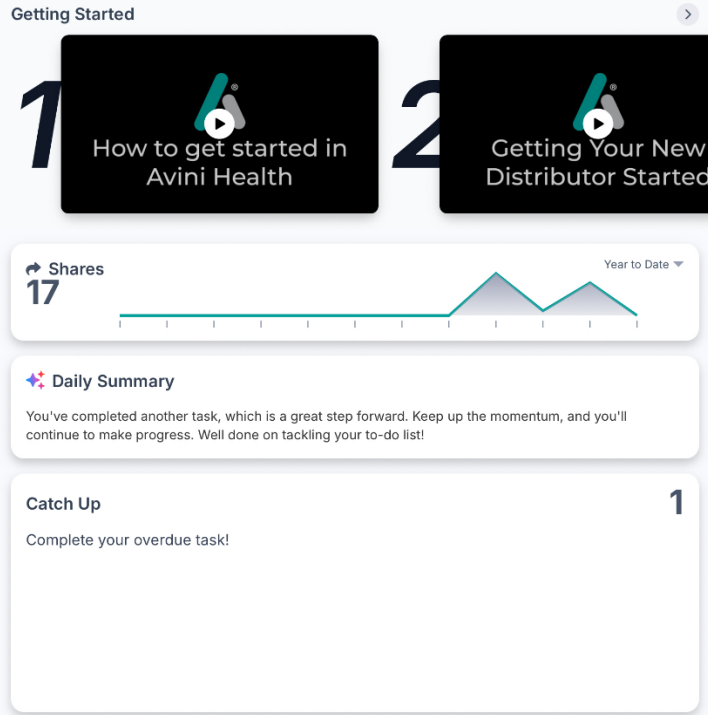 Getting Started
1
How to get started in
Avini Health
2
Getting Your New
Distributor Started
Shares
17
Year to Date
Daily Summary
You've completed another task, which is a great step forward. Keep up the momentum, and you'll
continue to make progress. Well done on tackling your to-do list!
Catch Up
1
Complete your overdue task!